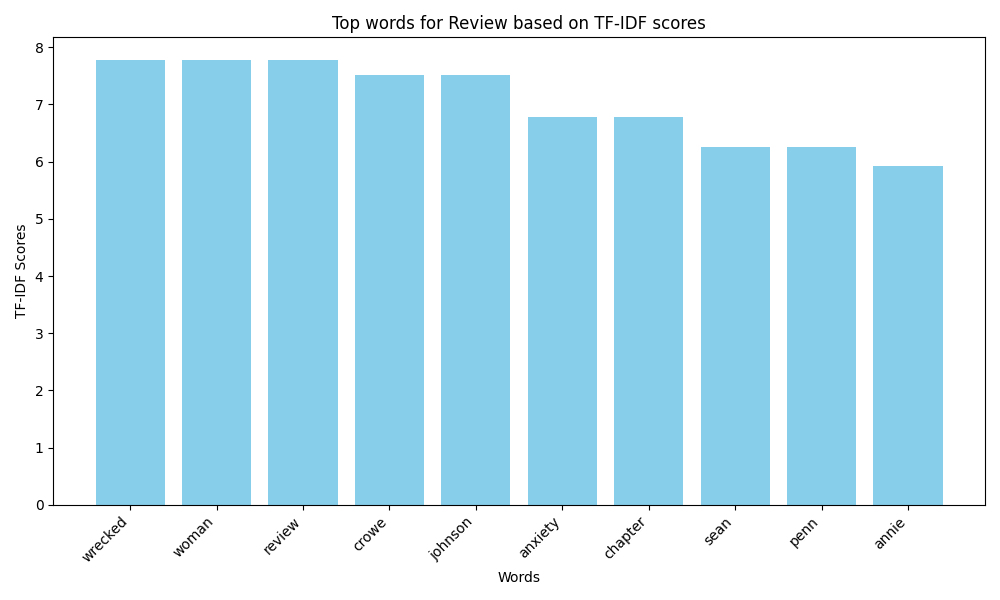 Top words for Review based on TF-IDF scores
TF-IDF Scores
8
7
6
5
4
3
2
1
0
wrecked
woman
review
crowe
johnson
anxiety
chapter
sean
penn
annie
Words